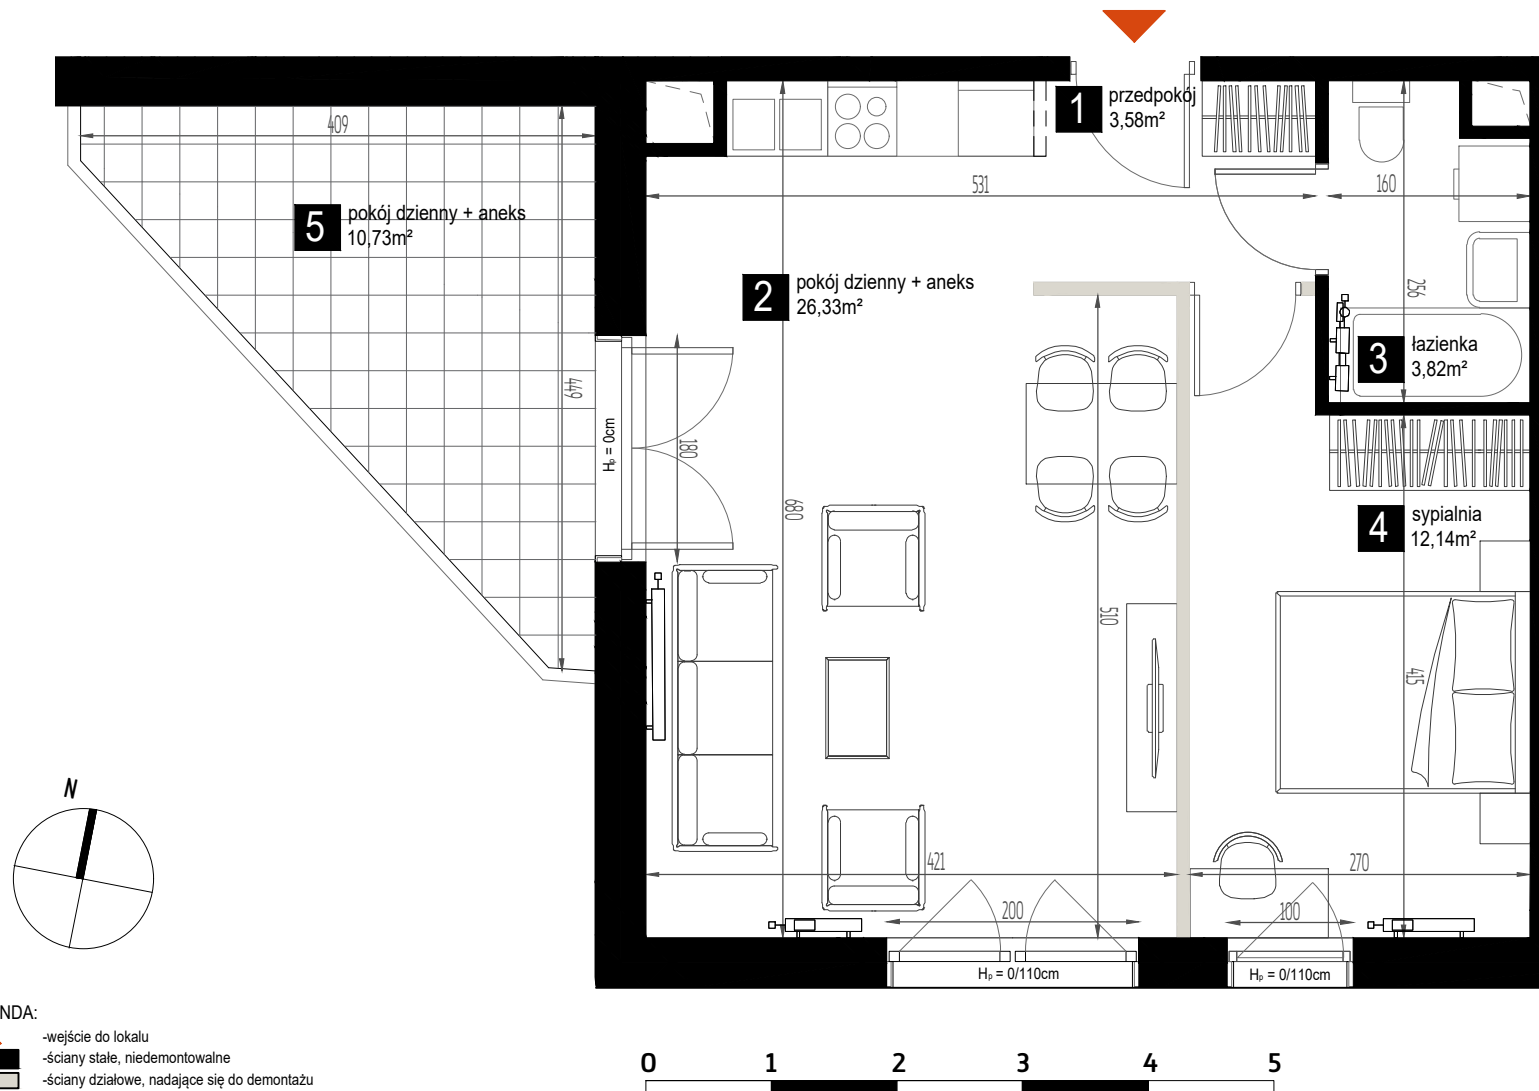 1
przedpokój
3,58m²
409
531
160
5
pokój dzienny + aneks
10,73m²
2
pokój dzienny + aneks
26,33m²
256
3
łazienka
3,82m²
449
Hₚ = 0cm
180
680
4
sypialnia
12,14m²
510
415
N
421
270
200
100
Hₚ = 0/110cm
Hₚ = 0/110cm
NDA:
-wejście do lokalu
-ściany stałe, niedemontowalne
-ściany działowe, nadające się do demontażu
0 1 2 3 4 5